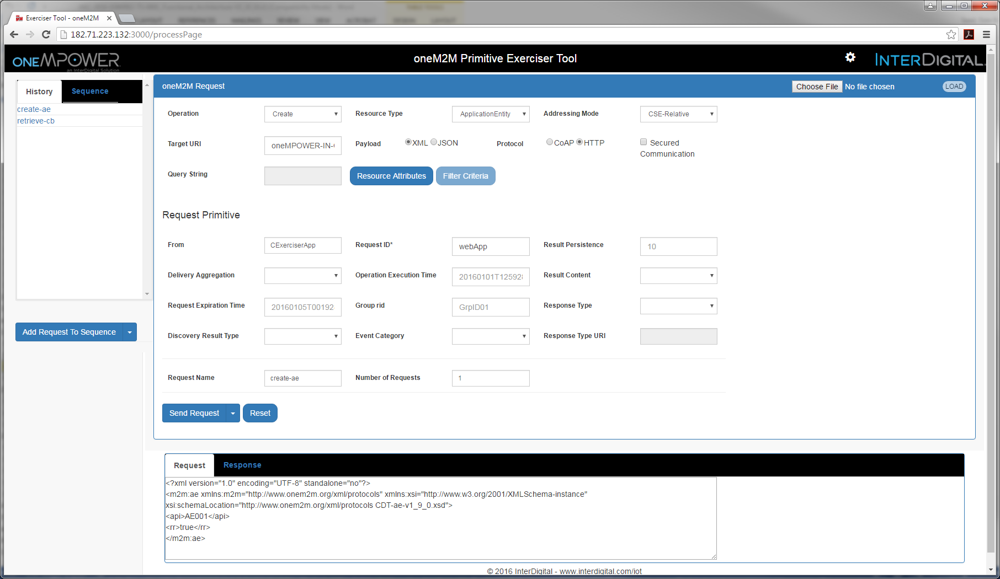 Exerciser Tool - oneM2M
182.71.223.132:3000/processPage
oneMPOWER
an InterDigital Solution
oneM2M Primitive Exerciser Tool
INTERDIGITAL
History
Sequence
create-ae
retrieve-cb
Add Request To Sequence
oneM2M Request
Choose File No file chosen
LOAD
Operation Create Resource Type ApplicationEntity Addressing Mode CSE-Relative
Target URI oneMPOWER-IN- Payload XML JSON Protocol CoAP HTTP Secured
Communication
Query String Resource Attributes Filter Criteria
Request Primitive
From CExerciserApp Request ID* webApp Result Persistence 10
Delivery Aggregation Operation Execution Time 20160101T12592 Result Content
Request Expiration Time 20160105T00192 Group rid GrpID01 Response Type
Discovery Result Type Event Category Response Type URI
Request Name create-ae Number of Requests 1
Send Request Reset
Request Response
<?xml version="1.0" encoding="UTF-8" standalone="no"?>
<m2m:ae xmlns:m2m="http://www.onem2m.org/xml/protocols" xmlns:xsi="http://www.w3.org/2001/XMLSchema-instance"
xsi:schemaLocation="http://www.onem2m.org/xml/protocols CDT-ae-v1_9_0.xsd">
<api>AE001</api>
<rr>true</rr>
</m2m:ae>
© 2016 InterDigital - www.interdigital.com/iot